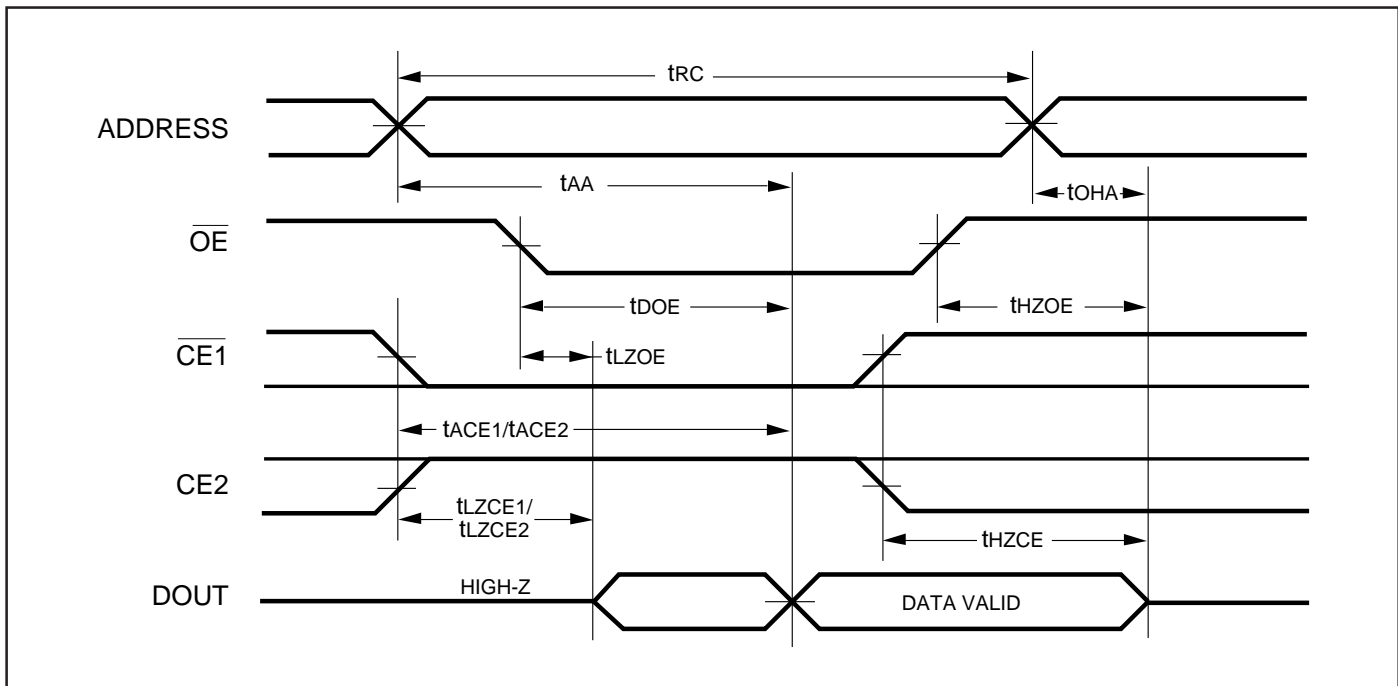 tRC
ADDRESS
tAA
tOHA
OE
tDOE
tHZOE
CE1
tLZOE
tACE1/tACE2
CE2
tLZCE1/
tLZCE2
tHZCE
DOUT
HIGH-Z
DATA VALID